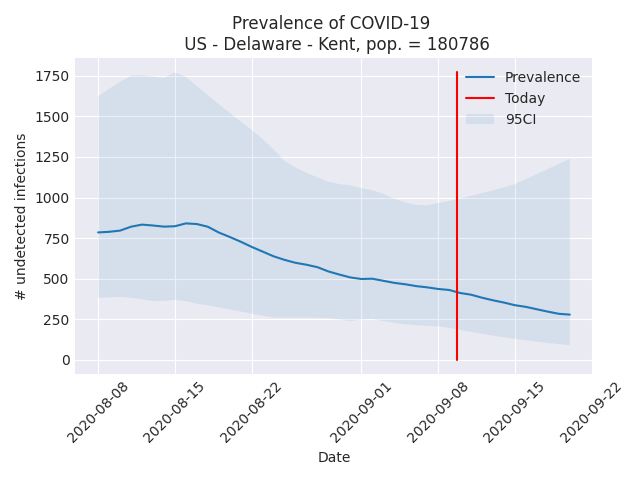 Prevalence of COVID-19
US - Delaware - Kent, pop. = 180786
Prevalence
Today
95CI
# undetected infections
1750
1500
1250
1000
750
500
250
0
2020-08-08
2020-08-15
2020-08-22
2020-09-01
2020-09-08
2020-09-15
2020-09-22
Date